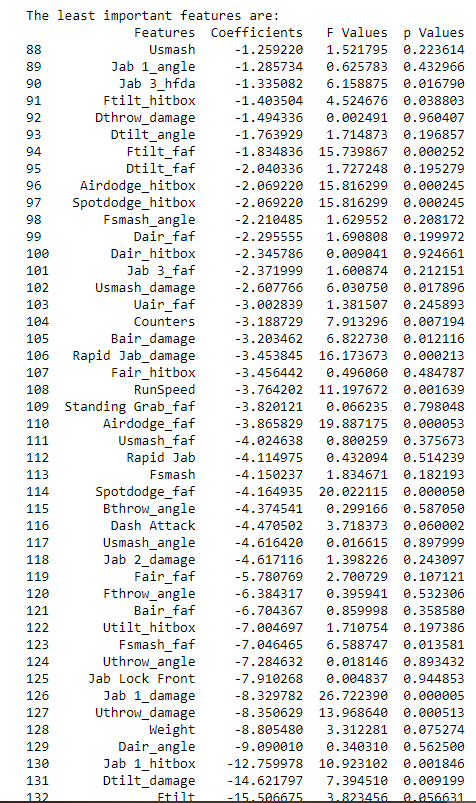 The least important features are:
Features Coefficients F Values p Values
88 Usmash -1.259220 1.521795 0.223614
89 Jab 1_angle -1.285734 0.625783 0.432966
90 Jab 3_hfda -1.335082 6.158875 0.016790
91 Ftilt_hitbox -1.403504 4.524676 0.038803
92 Dthrow_damage -1.494336 0.002491 0.960407
93 Dtilt_angle -1.763929 1.714873 0.196857
94 Ftilt_faf -1.834836 15.739867 0.000252
95 Dtilt_faf -2.040336 1.727248 0.195279
96 Airdodge_hitbox -2.069220 15.816299 0.000245
97 Spotdodge_hitbox -2.069220 15.816299 0.000245
98 Fsmash_angle -2.210485 1.629552 0.208172
99 Dair_faf -2.295555 1.690808 0.199972
100 Dair_hitbox -2.345786 0.009041 0.924661
101 Jab 3_faf -2.371999 1.600874 0.212151
102 Usmash_damage -2.607766 6.030750 0.017896
103 Uair_faf -3.002839 1.381507 0.245893
104 Counters -3.188729 7.913296 0.007194
105 Bair_damage -3.203462 6.822730 0.012116
106 Rapid Jab_damage -3.453845 16.173673 0.000213
107 Fair_hitbox -3.456442 0.496060 0.484787
108 RunSpeed -3.764202 11.197672 0.001639
109 Standing Grab_faf -3.820121 0.066235 0.798048
110 Airdodge_faf -3.865829 19.887175 0.000053
111 Usmash_faf -4.024638 0.800259 0.375673
112 Rapid Jab -4.114975 0.432094 0.514239
113 Fsmash -4.150237 1.834671 0.182193
114 Spotdodge_faf -4.164935 20.022115 0.000050
115 Bthrow_angle -4.374541 0.299166 0.587050
116 Dash Attack -4.470502 3.718373 0.060002
117 Usmash_angle -4.616420 0.016615 0.897999
118 Jab 2_damage -4.617116 1.398226 0.243097
119 Fair_faf -5.780769 2.700729 0.107121
120 Fthrow_angle -6.384317 0.395941 0.532306
121 Bair_faf -6.704367 0.859998 0.358580
122 Utilt_hitbox -7.004697 1.710754 0.197386
123 Fsmash_faf -7.046465 6.588747 0.013581
124 Uthrow_angle -7.284632 0.018146 0.893432
125 Jab Lock Front -7.910268 0.004837 0.944853
126 Jab 1_damage -8.329782 26.722390 0.000005
127 Uthrow_damage -8.350629 13.968640 0.000513
128 Weight -8.805480 3.312281 0.075274
129 Dair_angle -9.090010 0.340310 0.562500
130 Jab 1_hitbox -12.759978 10.923102 0.001846
131 Dtilt_damage -14.621797 7.394510 0.009199
132 Ftilt -15.506675 3.823456 0.056631